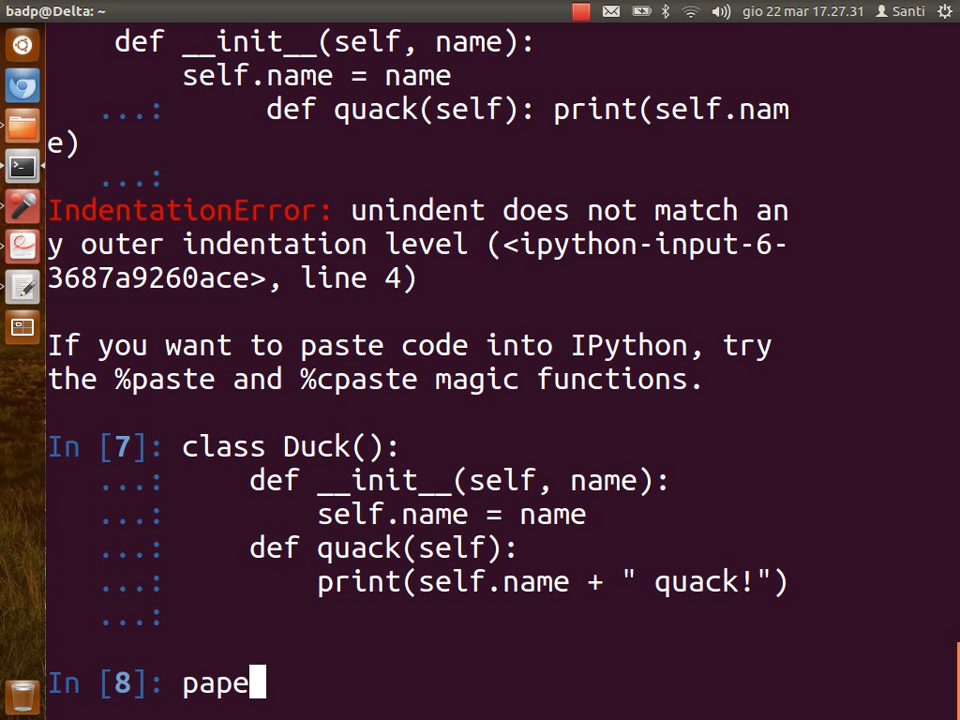 badp@Delta: ~ gio 22 mar 17.27.31 Santi
def __init__(self, name):
self.name = name
...: def quack(self): print(self.nam
e)
...:
IndentationError: unindent does not match an
y outer indentation level (<ipython-input-6-
3687a9260ace>, line 4)
If you want to paste code into IPython, try
the %paste and %cpaste magic functions.
In [7]: class Duck():
...: def __init__(self, name):
...: self.name = name
...: def quack(self):
...: print(self.name + " quack!")
...:
In [8]: pape